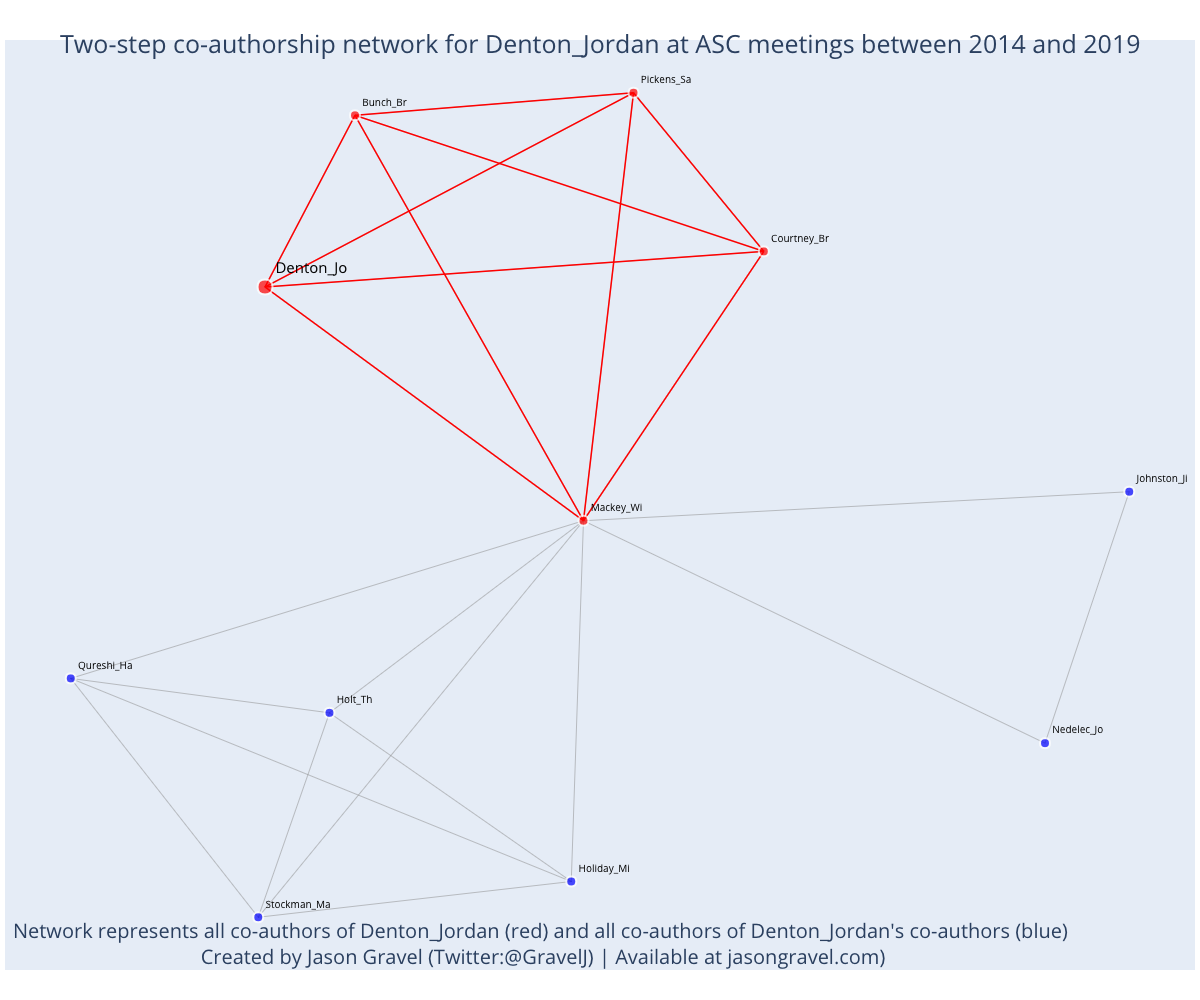 Two-step co-authorship network for Denton_Jordan at ASC meetings between 2014 and 2019
Pickens_Sa
Bunch_Br
Courtney_Br
Denton_Jo
Johnston_Ji
Mackey_Wi
Qureshi_Ha
Holt_Th
Nedelec_Jo
Holiday_Mi
Stockman_Ma
Network represents all co-authors of Denton_Jordan (red) and all co-authors of Denton_Jordan's co-authors (blue)
Created by Jason Gravel (Twitter:@GravelJ) | Available at jasongravel.com)